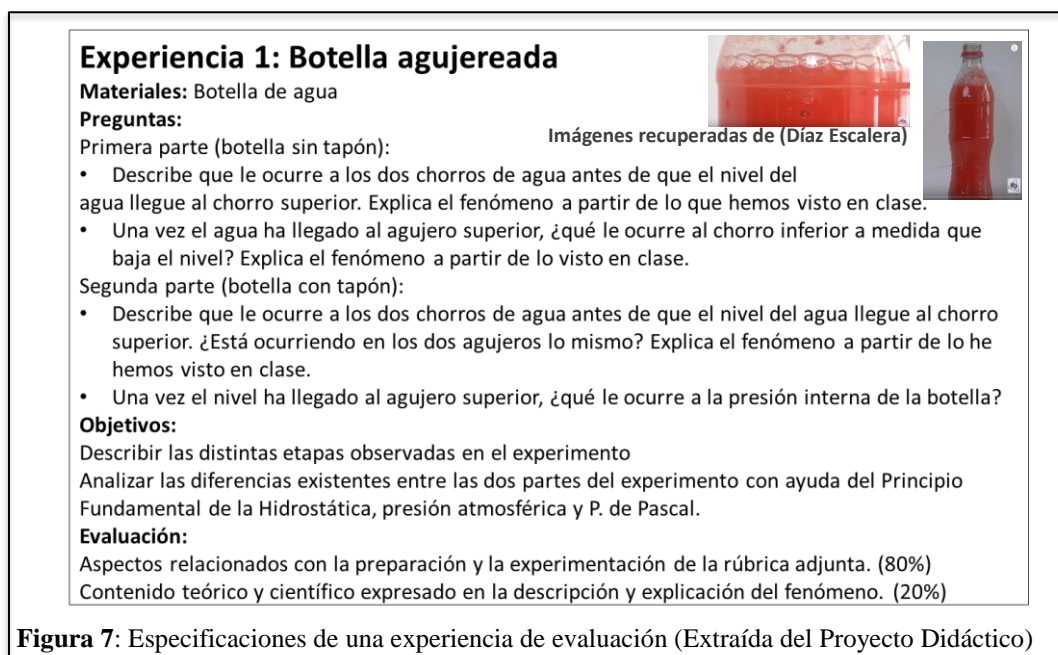 Experiencia 1: Botella agujereada
Materiales: Botella de agua
Preguntas:
Imágenes recuperadas de (Díaz Escalera)
Primera parte (botella sin tapón):
• Describe que le ocurre a los dos chorros de agua antes de que el nivel del
agua llegue al chorro superior. Explica el fenómeno a partir de lo que hemos visto en clase.
• Una vez el agua ha llegado al agujero superior, ¿qué le ocurre al chorro inferior a medida que
baja el nivel? Explica el fenómeno a partir de lo visto en clase.
Segunda parte (botella con tapón):
• Describe que le ocurre a los dos chorros de agua antes de que el nivel del agua llegue al chorro
superior. ¿Está ocurriendo en los dos agujeros lo mismo? Explica el fenómeno a partir de lo he
hemos visto en clase.
• Una vez el nivel ha llegado al agujero superior, ¿qué le ocurre a la presión interna de la botella?
Objetivos:
Describir las distintas etapas observadas en el experimento
Analizar las diferencias existentes entre las dos partes del experimento con ayuda del Principio
Fundamental de la Hidrostática, presión atmosférica y P. de Pascal.
Evaluación:
Aspectos relacionados con la preparación y la experimentación de la rúbrica adjunta. (80%)
Contenido teórico y científico expresado en la descripción y explicación del fenómeno. (20%)
Figura 7: Especificaciones de una experiencia de evaluación (Extraída del Proyecto Didáctico)